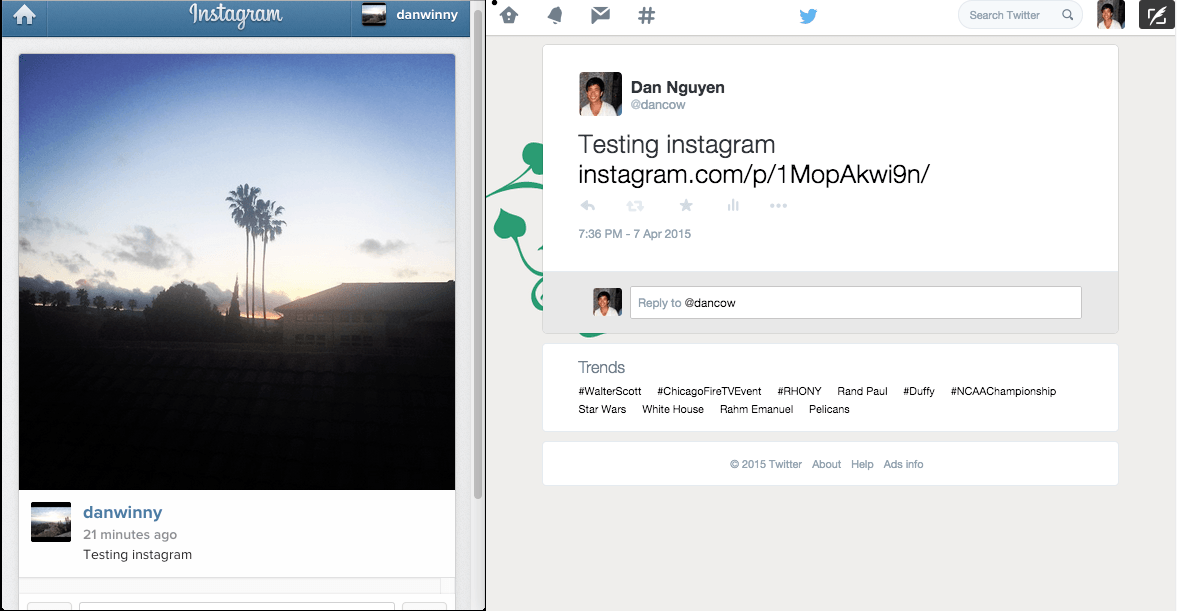 Instagram
danwinny
danwinny
21 minutes ago
Testing instagram
Search Twitter
Dan Nguyen
@dancow
Testing instagram
instagram.com/p/1MopAkwi9n/
7:36 PM - 7 Apr 2015
Reply to @dancow
Trends
#WalterScott #ChicagoFireTVEvent #RHONY Rand Paul #Duffy #NCAAChampionship
Star Wars White House Rahm Emanuel Pelicans
© 2015 Twitter About Help Ads info